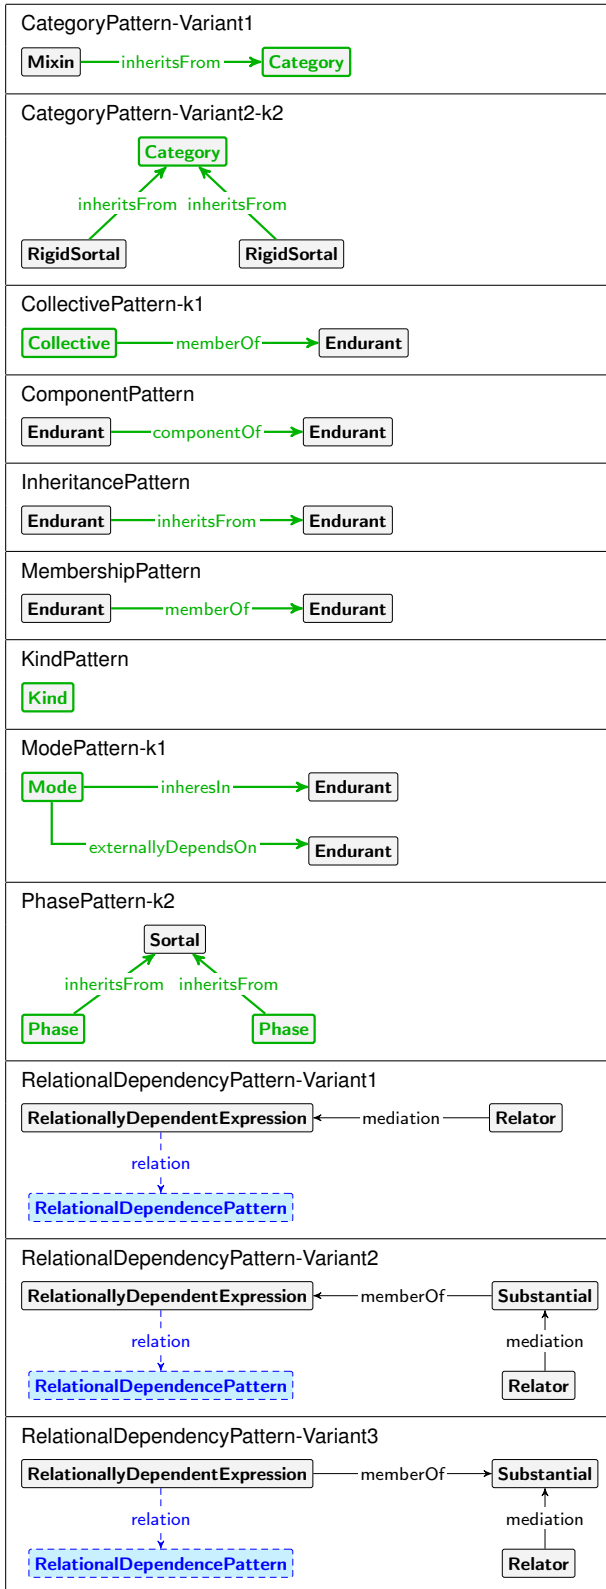 CategoryPattern-Variant1
Mixin inheritsFrom Category
CategoryPattern-Variant2-k2
Category
inheritsFrom inheritsFrom
RigidSortal RigidSortal
CollectivePattern-k1
Collective memberOf Endurant
ComponentPattern
Endurant componentOf Endurant
InheritancePattern
Endurant inheritsFrom Endurant
MembershipPattern
Endurant memberOf Endurant
KindPattern
Kind
ModePattern-k1
Mode inheresIn Endurant
externallyDependsOn Endurant
PhasePattern-k2
Sortal
inheritsFrom inheritsFrom
Phase Phase
RelationalDependencyPattern-Variant1
RelationallyDependentExpression mediation Relator
relation
RelationalDependencePattern
RelationalDependencyPattern-Variant2
RelationallyDependentExpression memberOf Substantial
relation mediation
RelationalDependencePattern Relator
RelationalDependencyPattern-Variant3
RelationallyDependentExpression memberOf Substantial
relation mediation
RelationalDependencePattern Relator